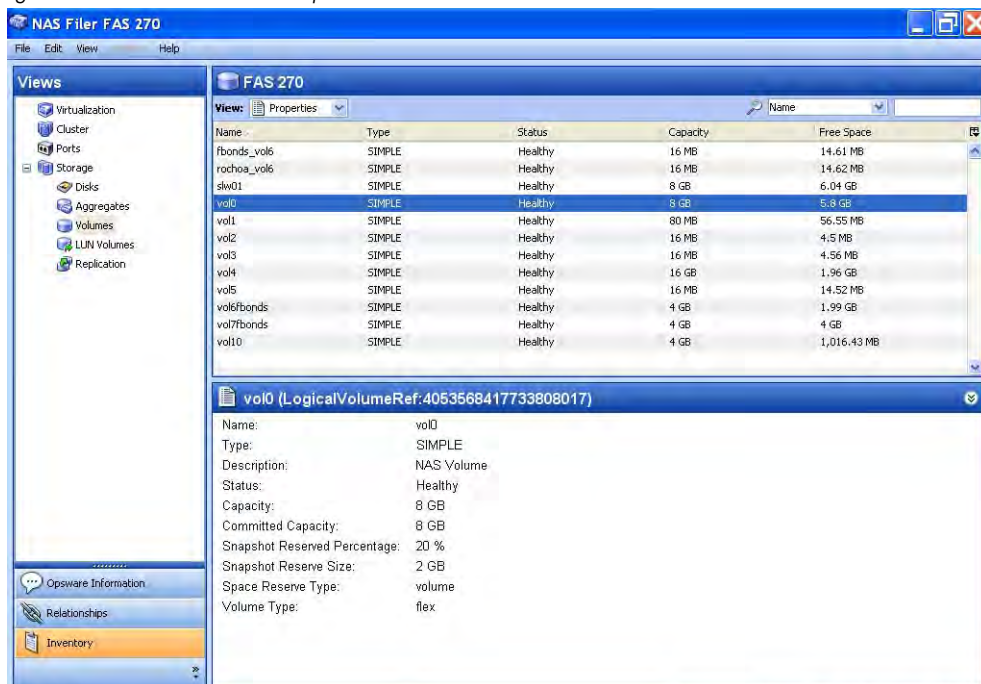 NAS Filer FAS 270
File Edit View Help
Views
Virtualization
Cluster
Ports
Storage
Disks
Aggregates
Volumes
LUN Volumes
Replication
Opsware Information
Relationships
Inventory
FAS 270
View: Properties Name
Name Type Status Capacity Free Space
fbonds_vol6 SIMPLE Healthy 16 MB 14.61 MB
rochoa_vol6 SIMPLE Healthy 16 MB 14.62 MB
slw01 SIMPLE Healthy 8 GB 6.04 GB
vol0 SIMPLE Healthy 8 GB 5.8 GB
vol1 SIMPLE Healthy 80 MB 56.55 MB
vol2 SIMPLE Healthy 16 MB 4.5 MB
vol3 SIMPLE Healthy 16 MB 4.56 MB
vol4 SIMPLE Healthy 16 GB 1.96 GB
vol5 SIMPLE Healthy 16 MB 14.52 MB
vol6fbonds SIMPLE Healthy 4 GB 1.99 GB
vol7fbonds SIMPLE Healthy 4 GB 4 GB
vol10 SIMPLE Healthy 4 GB 1,016.43 MB
vol0 (LogicalVolumeRef:4053568417733808017)
Name: vol0
Type: SIMPLE
Description: NAS Volume
Status: Healthy
Capacity: 8 GB
Committed Capacity: 8 GB
Snapshot Reserved Percentage: 20 %
Snapshot Reserve Size: 2 GB
Space Reserve Type: volume
Volume Type: flex